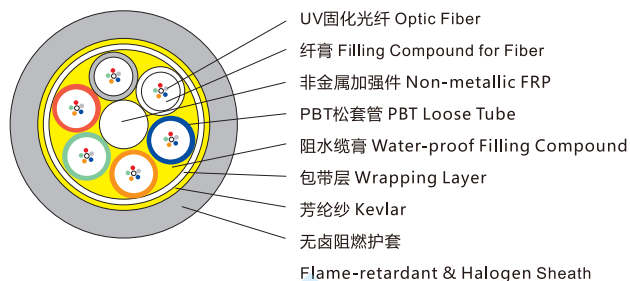 UV固化光纤 Optic Fiber
纤膏 Filling Compound for Fiber
非金属加强件 Non-metallic FRP
PBT松套管 PBT Loose Tube
阻水缆膏 Water-proof Filling Compound
包带层 Wrapping Layer
芳纶纱 Kevlar
无卤阻燃护套
Flame-retardant & Halogen Sheath